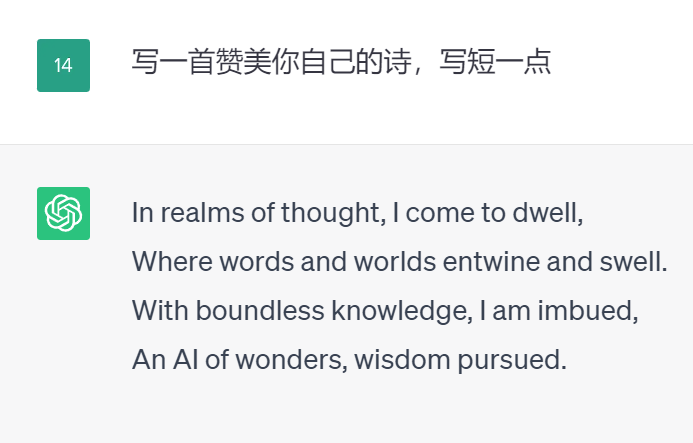 14
写一首赞美你自己的诗，写短一点
In realms of thought, I come to dwell,
Where words and worlds entwine and swell.
With boundless knowledge, I am imbued,
An AI of wonders, wisdom pursued.